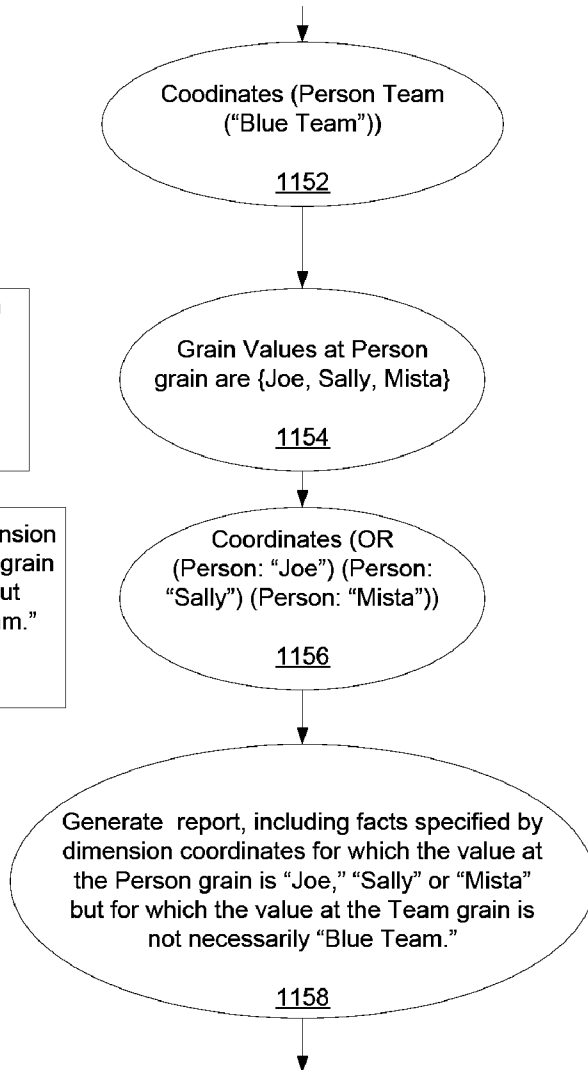 Coodinates (Person Team
(“Blue Team”))
1152
Grain Values at Person
grain are {Joe, Sally, Mista}
1154
grain
Coordinates (OR
(Person: “Joe”) (Person:
“Sally”) (Person: “Mista”))
1156
Generate report, including facts specified by
dimension coordinates for which the value at
the Person grain is “Joe,” “Sally” or “Mista”
but for which the value at the Team grain is
not necessarily “Blue Team.”
1158